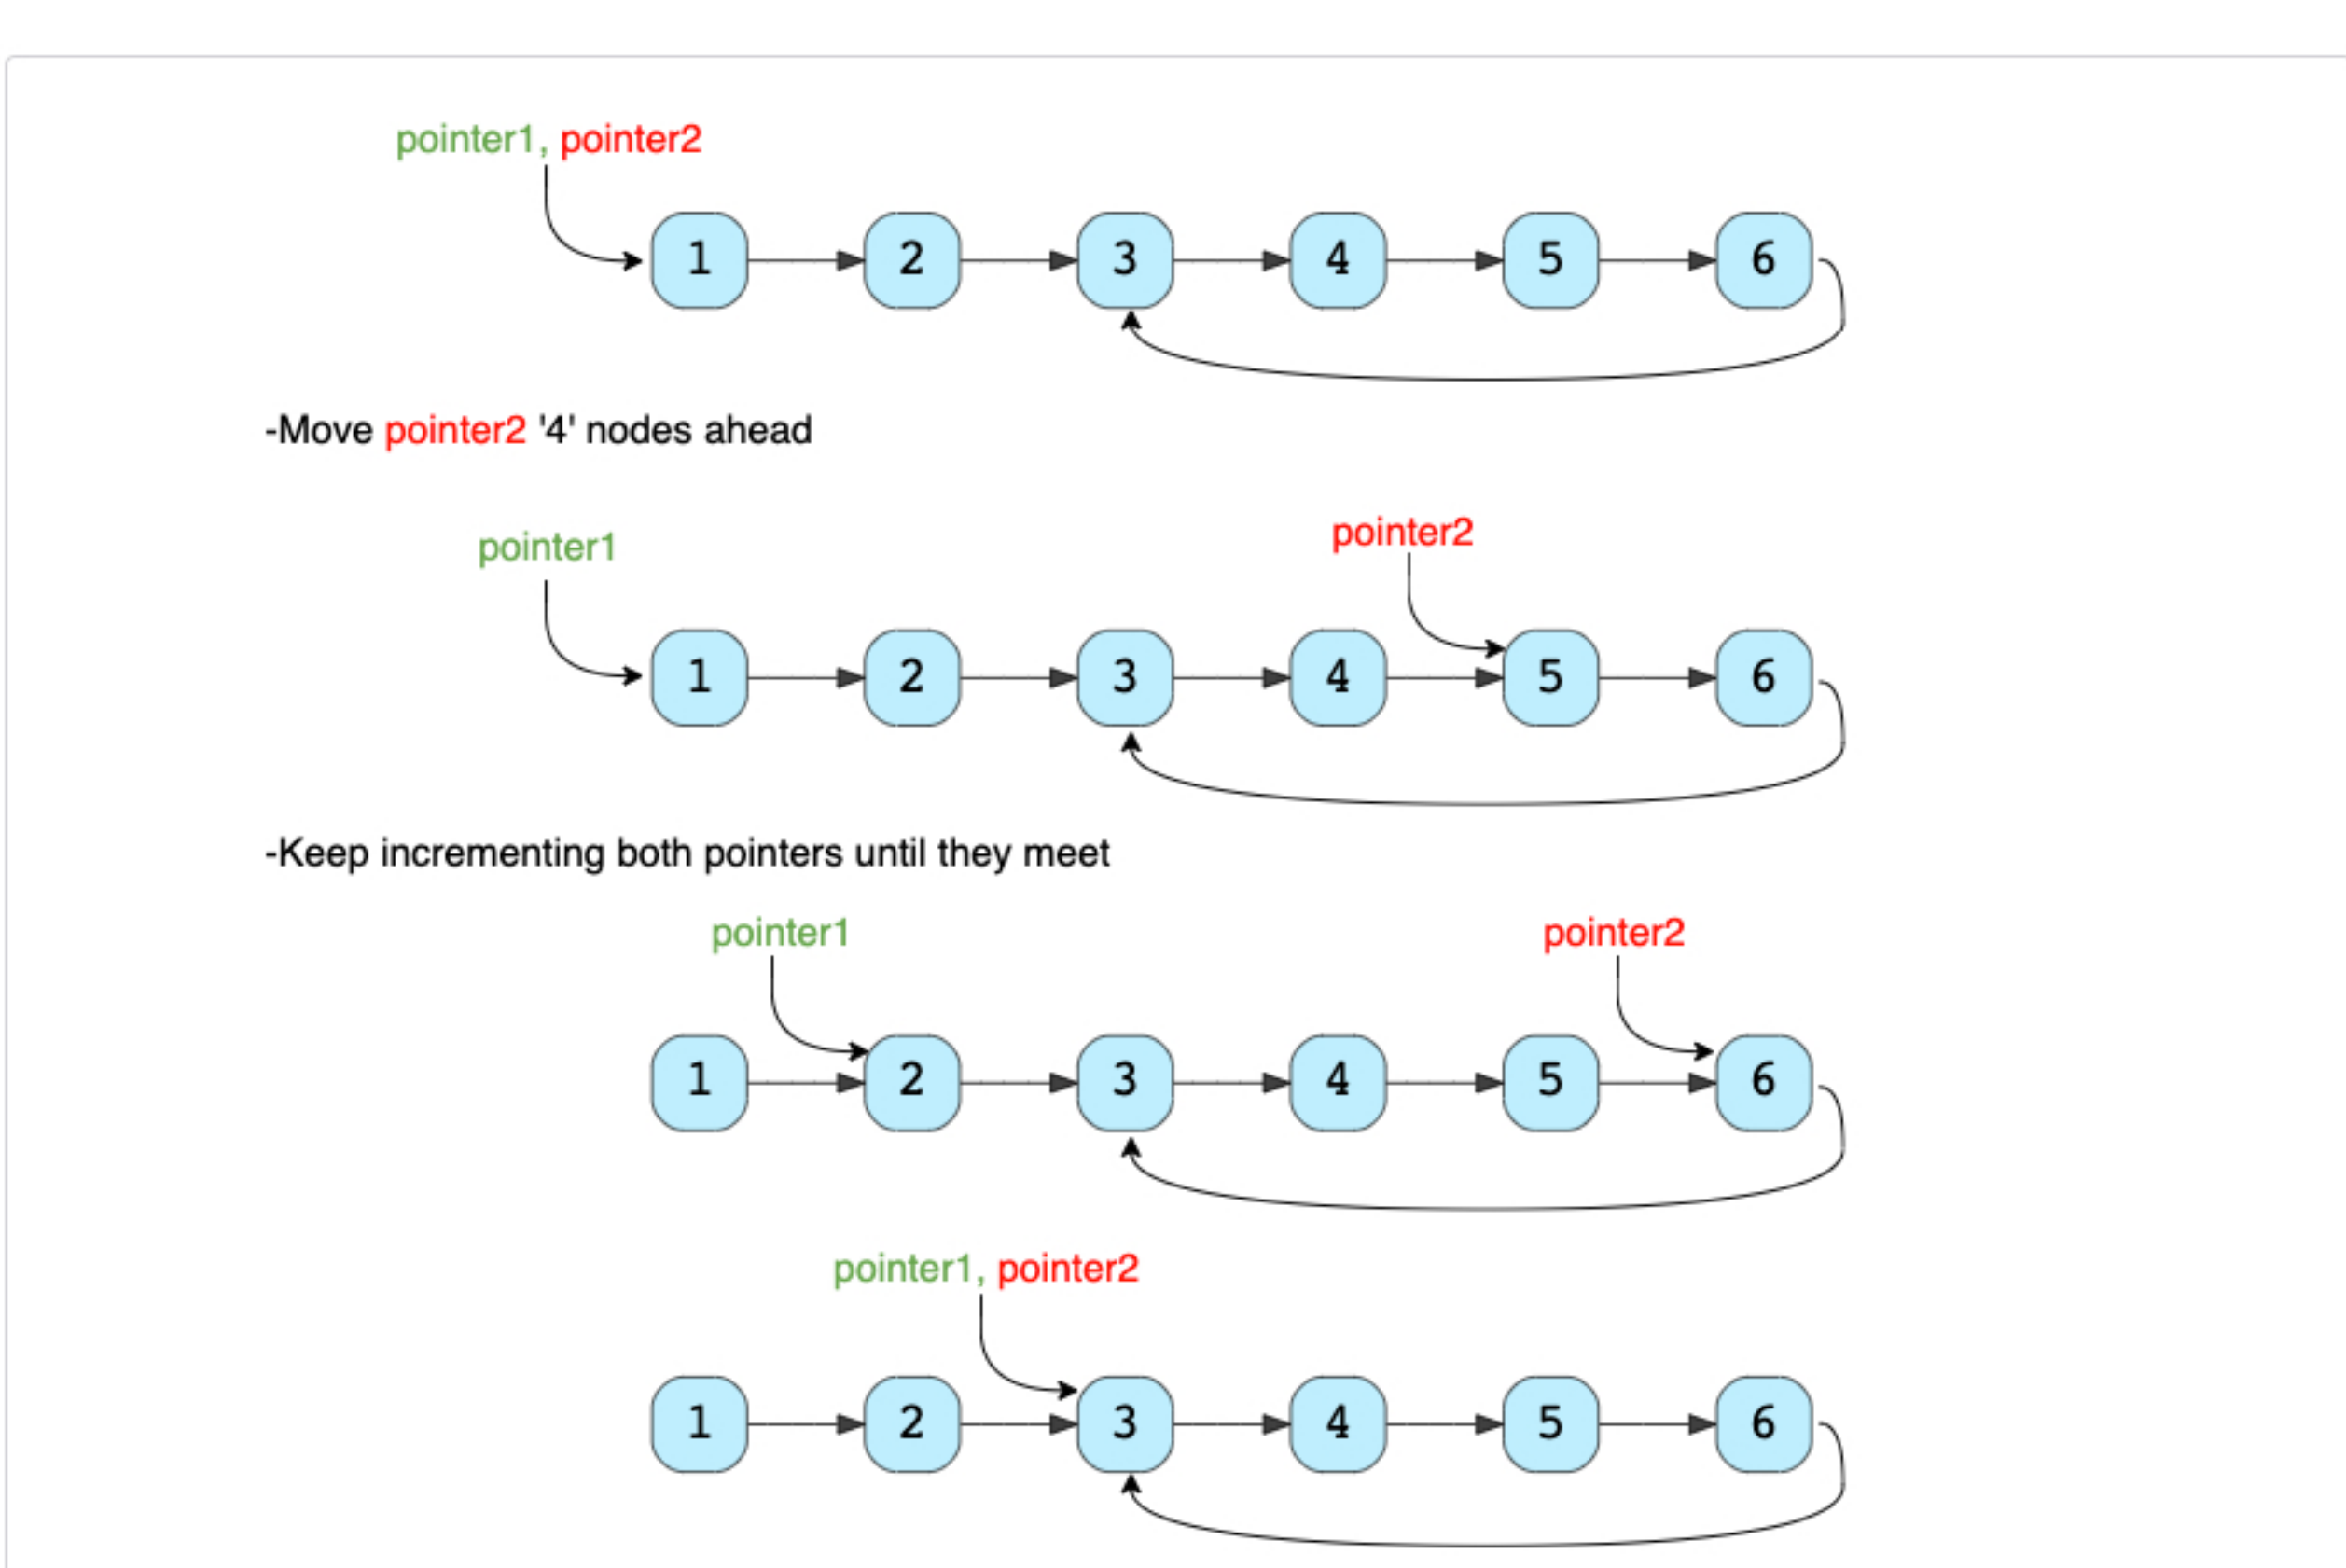 pointer1, pointer2
1 2 3 4 5 6
-Move pointer2 '4' nodes ahead
pointer1 pointer2
1 2 3 4 5 6
-Keep incrementing both pointers until they meet
pointer1 pointer2
1 2 3 4 5 6
pointer1, pointer2
1 2 3 4 5 6